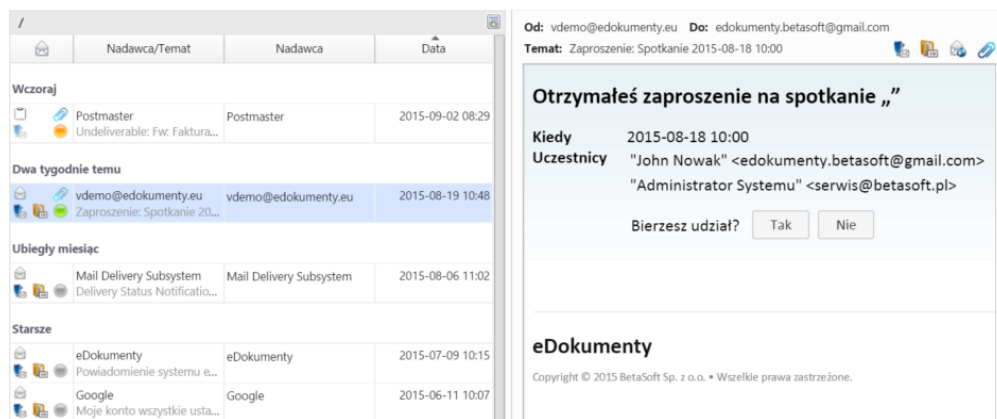 /
Nadawca/Temat Nadawca Data
Wczoraj
Postmaster Postmaster 2015-09-02 08:29
Undeliverable: Fw: Faktura...
Dwa tygodnie temu
vdemo@edokumenty.eu vdemo@edokumenty.eu 2015-08-19 10:48
Zaproszenie: Spotkanie 20...
Ubiegły miesiąc
Mail Delivery Subsystem Mail Delivery Subsystem 2015-08-06 11:02
Delivery Status Notificatio...
Starsze
eDokumenty eDokumenty 2015-07-09 10:15
Powiadomienie systemu e...
Google Google 2015-06-11 10:07
Moje konto wszystkie usta...
Od: vdemo@edokumenty.eu Do: edokumenty.betasoft@gmail.com
Temat: Zaproszenie: Spotkanie 2015-08-18 10:00
Otrzymałeś zaproszenie na spotkanie „”
Kiedy 2015-08-18 10:00
Uczestnicy "John Nowak" <edokumenty.betasoft@gmail.com>
"Administrator Systemu" <serwis@betasoft.pl>
Bierzesz udział? Tak Nie
eDokumenty
Copyright © 2015 BetaSoft Sp. z o.o. • Wszelkie prawa zastrzeżone.